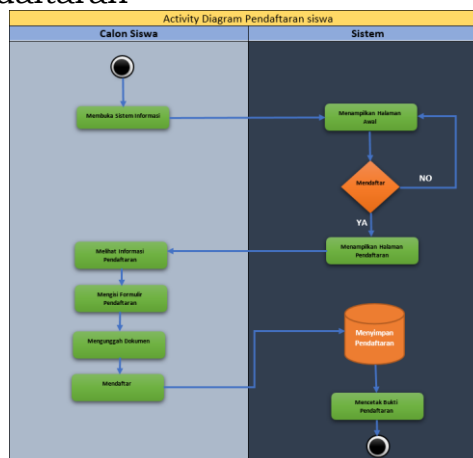 Activity Diagram Pendaftaran siswa
Calon Siswa
Sistem
Membuka Sistem Informasi
Menampilkan Halaman
Awal
Mendaftar
NO
YA
Menampilkan Halaman
Pendaftaran
Melihat Informasi
Pendaftaran
Mengisi Formulir
Pendaftaran
Mengunggah Dokumen
Mendaftar
Menyimpan
Pendaftaran
Mencetak Bukti
Pendaftaran